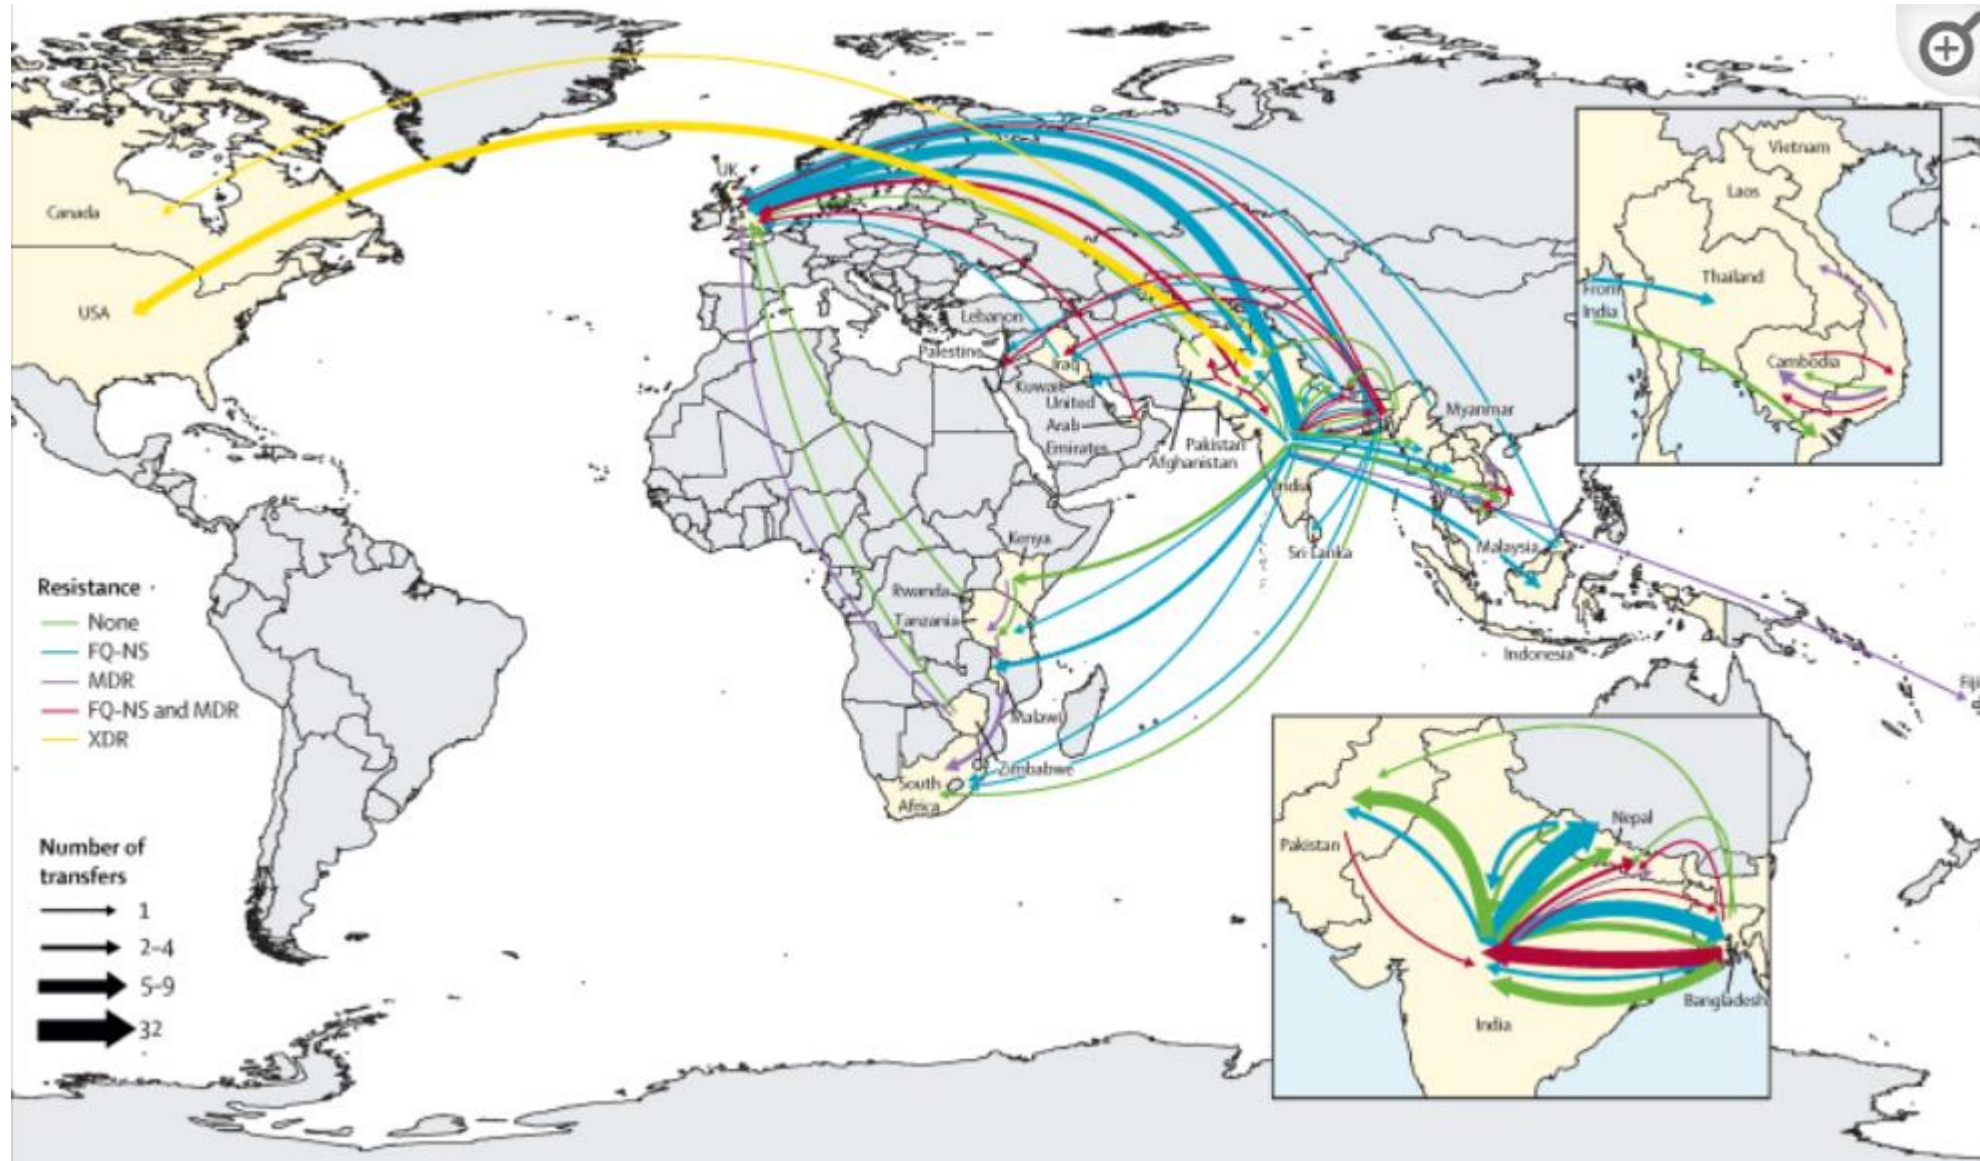 Canada
USA
UK
Lebanon
Palestine
Iraq
Kuwait
United
Arab
Emirates
Pakistan
Afghanistan
Myanmar
India
Sri Lanka
Malaysia
Indonesia
Fiji
Kenya
Rwanda
Tanzania
Malawi
Zimbabwe
South
Africa
Resistance
None
FQ-NS
MDR
FQ-NS and MDR
XDR
Number of
transfers
1
2–4
5–9
32
Vietnam
Laos
Thailand
From
India
Cambodia
Nepal
Pakistan
Bangladesh
India